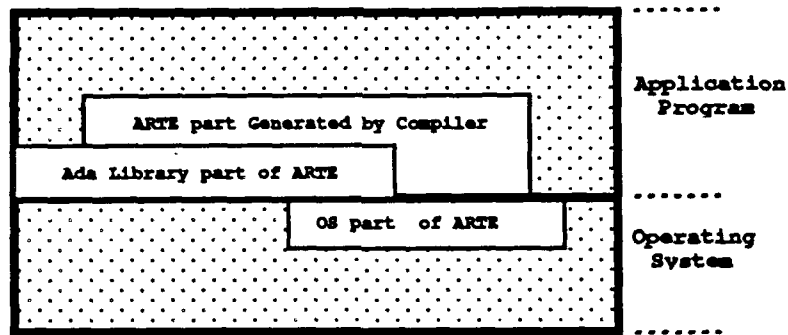 Application
Program
ARTE part Generated by Compiler
Ada Library part of ARTE
OS part of ARTE
Operating
System